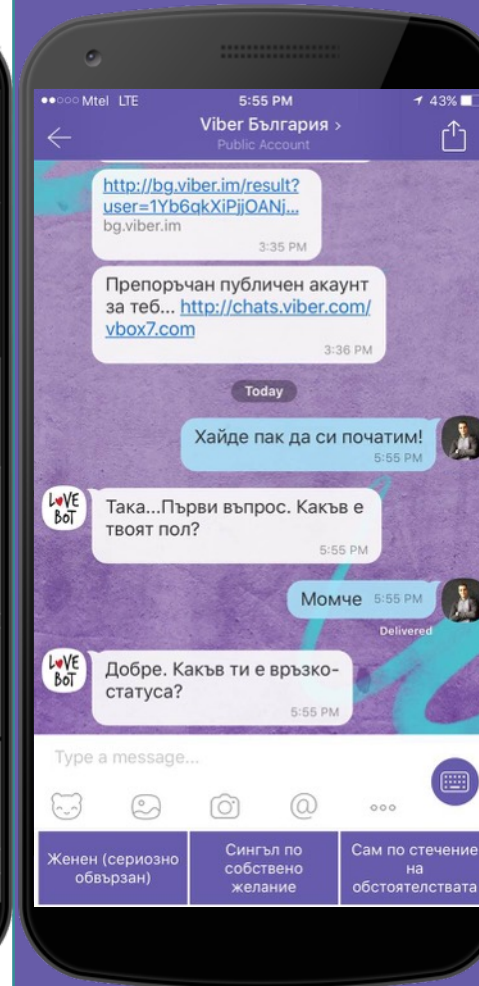 Mtel LTE
5:55 PM
43%
Viber България >
Public Account
http://bg.viber.im/result?
user=1Yb6qkXiPjjOANj...
bg.viber.im
3:35 PM
Препоръчан публичен акаунт
за теб... http://chats.viber.com/
vbox7.com
3:36 PM
Today
Хайде пак да си початим!
5:55 PM
LOVE
BOT
Така...Първи въпрос. Какъв е
твоят пол?
5:55 PM
Момче 5:55 PM
Delivered
LOVE
BOT
Добре. Какъв ти е връзко-
статуса?
5:55 PM
Type a message...
Женен (сериозно
обвързан)
Сингъл по
собствено
желание
Сам по стечение
на
обстоятелствата